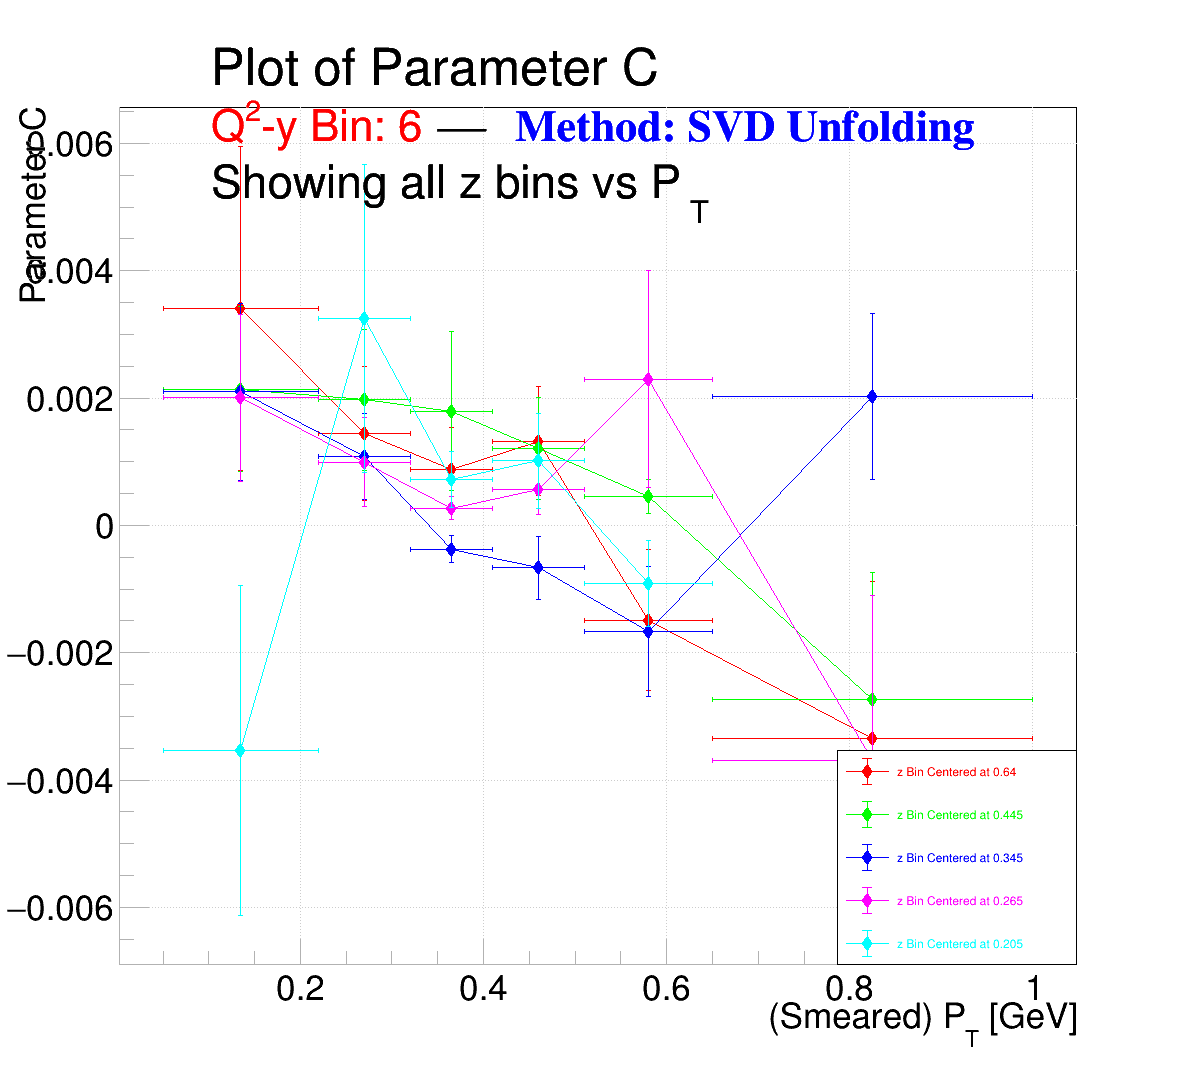 Plot of Parameter C
Q²-y Bin: 6 — Method: SVD Unfolding
Showing all z bins vs P_T
Parameter C
0.006
0.004
0.002
0
−0.002
−0.004
−0.006
z Bin Centered at 0.64
z Bin Centered at 0.445
z Bin Centered at 0.345
z Bin Centered at 0.265
z Bin Centered at 0.205
0.2 0.4 0.6 0.8 1
(Smeared) P_T [GeV]